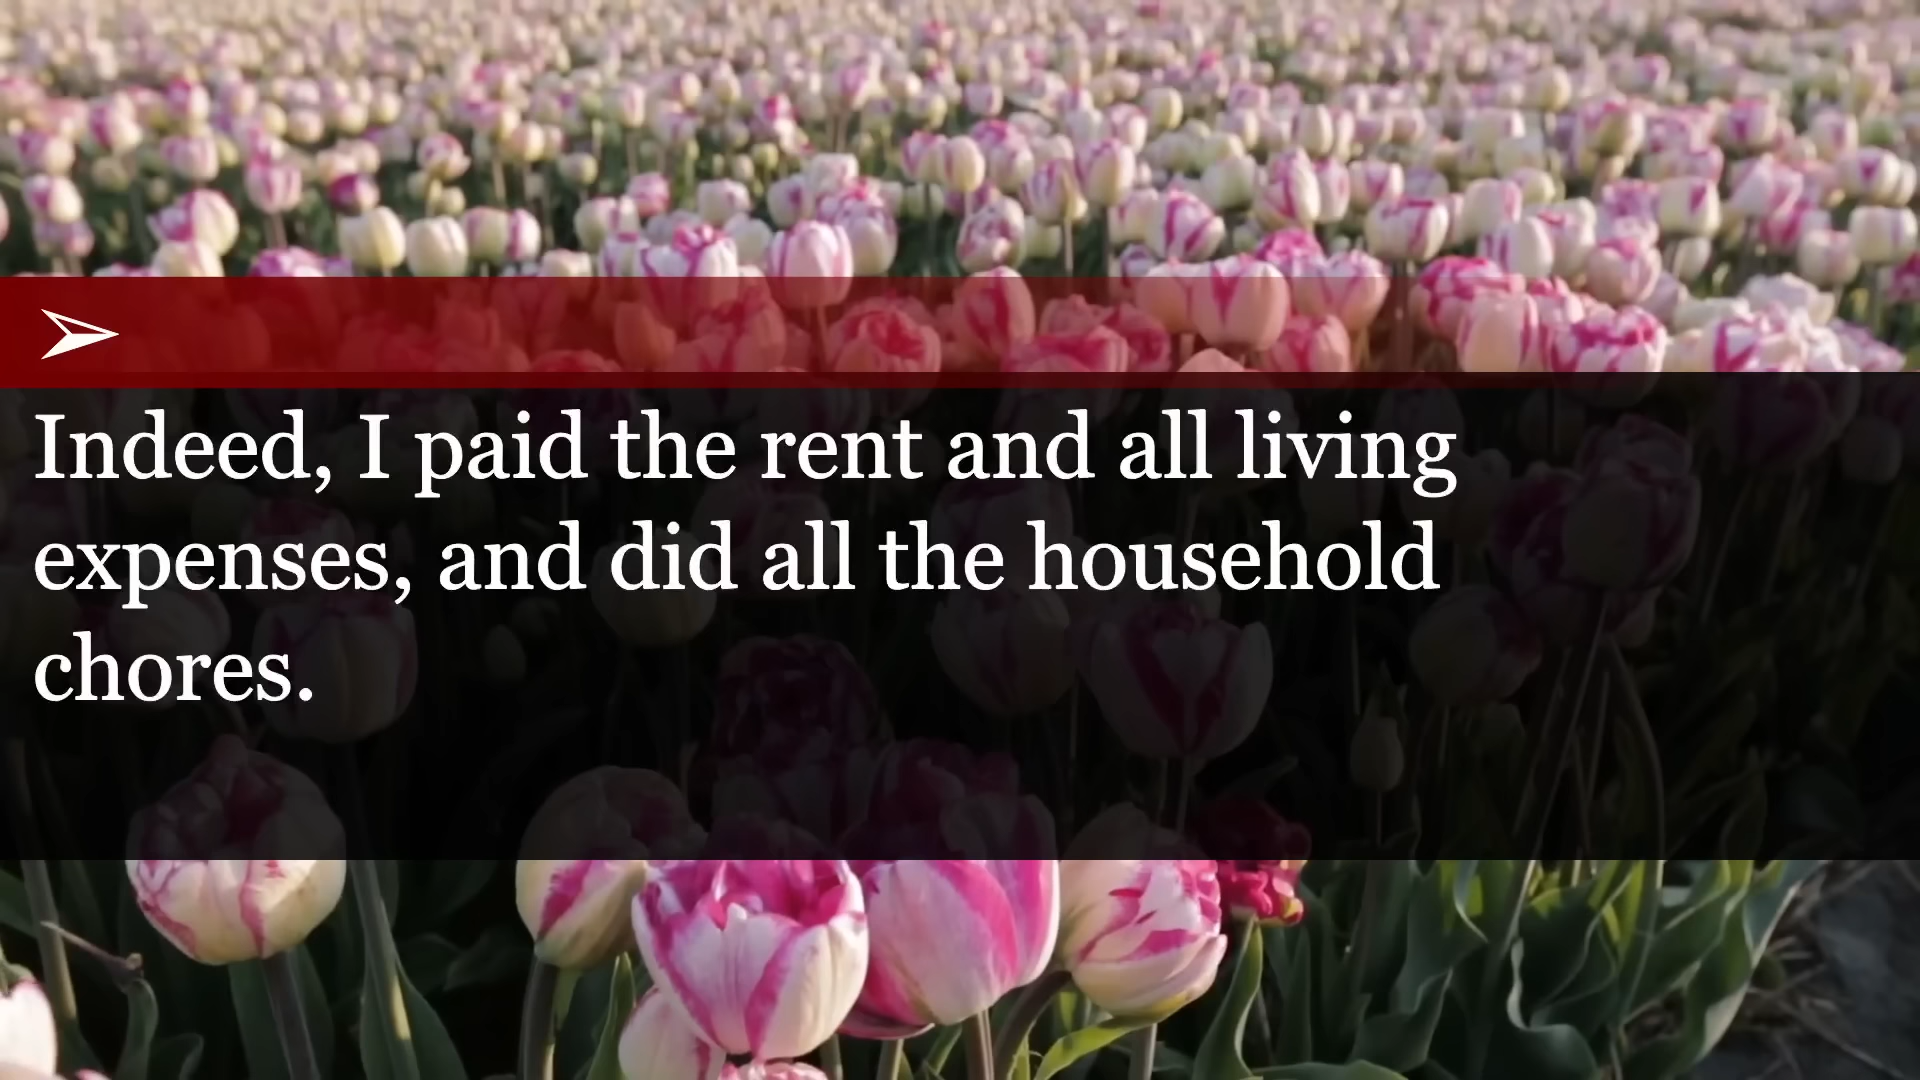 Indeed, I paid the rent and all living
expenses, and did all the household
chores.